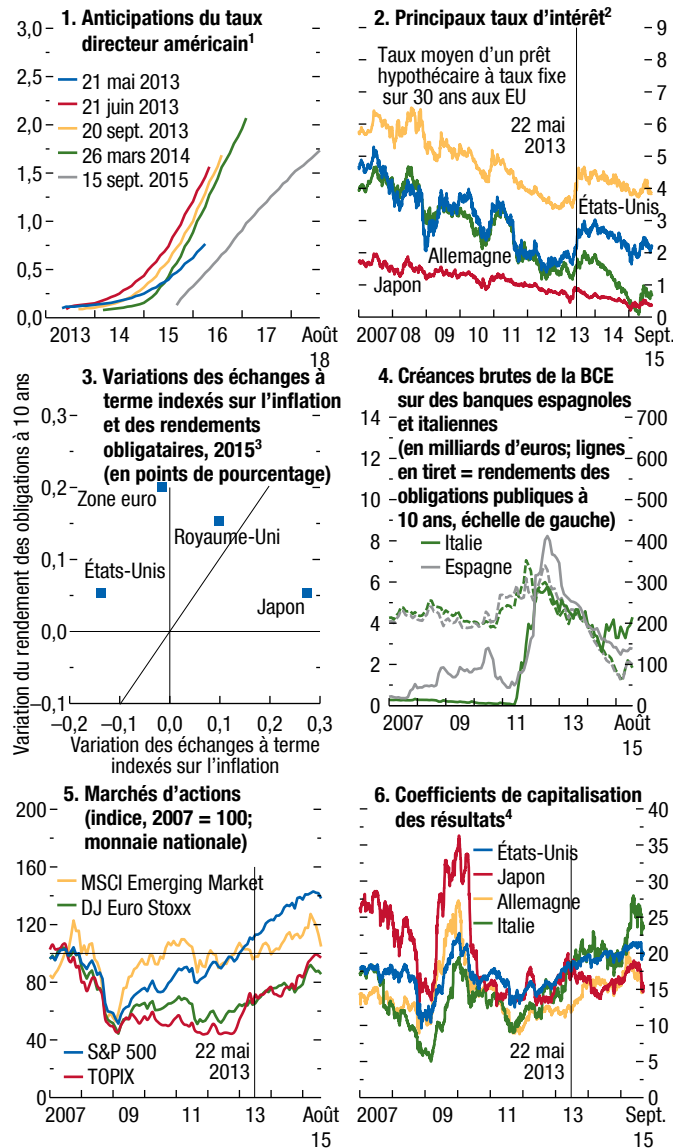 1. Anticipations du taux
directeur américain1
3,0
2,5
2,0
1,5
1,0
0,5
0,0
21 mai 2013
21 juin 2013
20 sept. 2013
26 mars 2014
15 sept. 2015
2013 14 15 16 17 Août
18
2. Principaux taux d'intérêt2
Taux moyen d'un prêt
hypothécaire à taux fixe
sur 30 ans aux EU
22 mai
2013
États-Unis
Allemagne
Japon
9
8
7
6
5
4
3
2
1
0
2007 08 09 10 11 12 13 14 Sept.
15
3. Variations des échanges à
terme indexés sur l'inflation
et des rendements
obligataires, 20153
(en points de pourcentage)
Variation du rendement des obligations à 10 ans
0,3
0,2
0,1
0,0
–0,1
Zone euro
Royaume-Uni
États-Unis
Japon
–0,2 –0,1 0,0 0,1 0,2 0,3
Variation des échanges à terme
indexés sur l'inflation
4. Créances brutes de la BCE
sur des banques espagnoles
et italiennes
(en milliards d'euros; lignes
en tiret = rendements des
obligations publiques à
10 ans, échelle de gauche)
Italie
Espagne
14
12
10
8
6
4
2
0
700
600
500
400
300
200
100
0
2007 09 11 13 Août
15
5. Marchés d'actions
(indice, 2007 = 100;
monnaie nationale)
200
160
120
80
40
0
MSCI Emerging Market
DJ Euro Stoxx
S&P 500
TOPIX
22 mai
2013
2007 09 11 13 Août
15
6. Coefficients de capitalisation
des résultats4
États-Unis
Japon
Allemagne
Italie
22 mai
2013
40
35
30
25
20
15
10
5
0
2007 09 11 13 Sept.
15